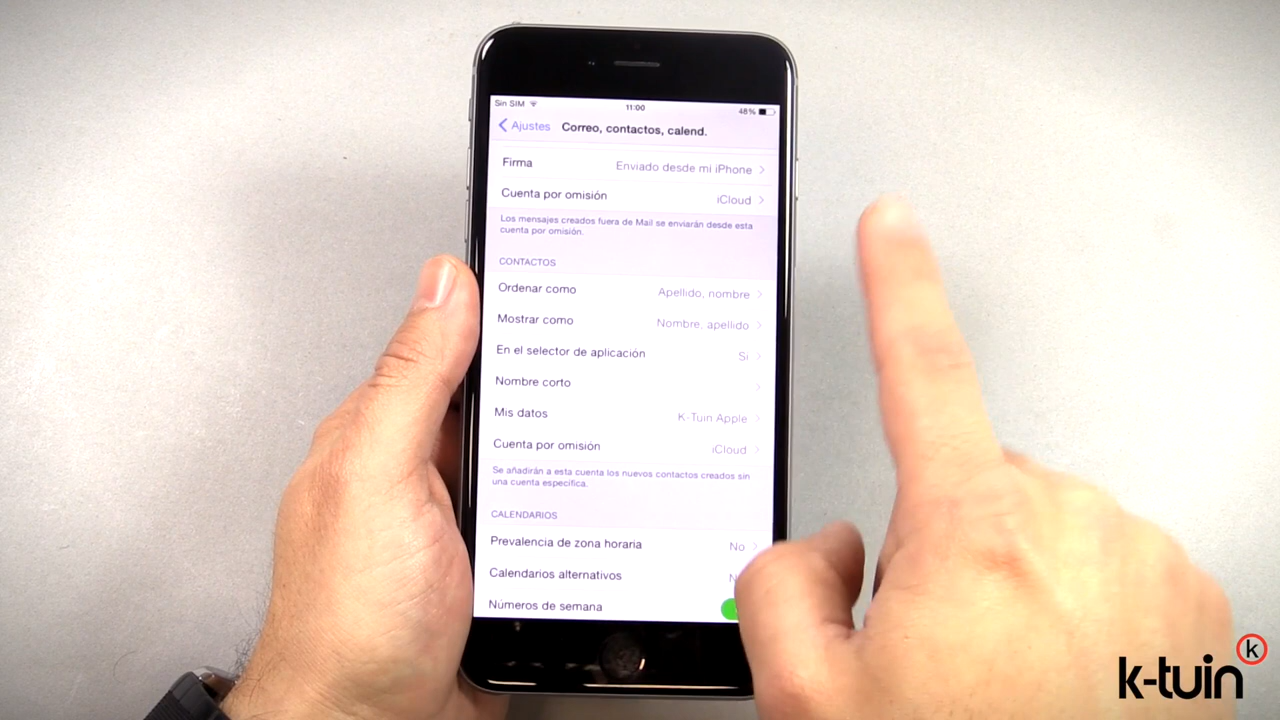 Sin SIM 11:00 48%
Ajustes Correo, contactos, calend.
Firma Enviado desde mi iPhone
Cuenta por omisión iCloud
Los mensajes creados fuera de Mail se enviarán desde esta
cuenta por omisión.
CONTACTOS
Ordenar como Apellido, nombre
Mostrar como Nombre, apellido
En el selector de aplicación Sí
Nombre corto
Mis datos K-Tuin Apple
Cuenta por omisión iCloud
Se añadirán a esta cuenta los nuevos contactos creados sin
una cuenta específica.
CALENDARIOS
Prevalencia de zona horaria No
Calendarios alternativos
Números de semana
k-tuin k